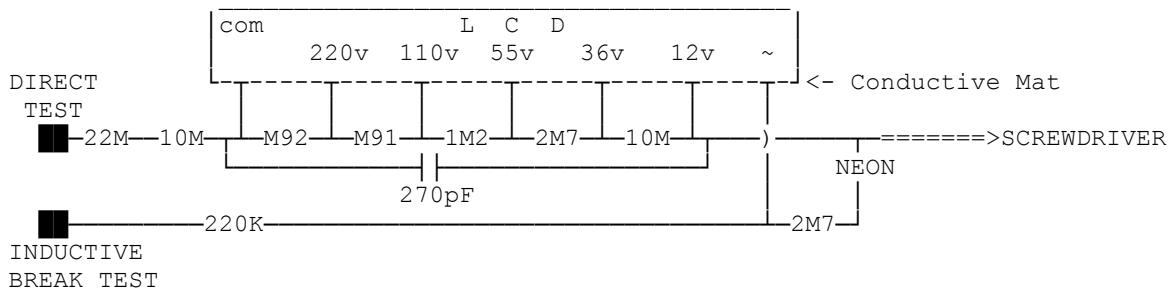 com L C D
220v 110v 55v 36v 12v ~
DIRECT <- Conductive Mat
TEST
22M 10M M92 M91 1M2 2M7 10M ) =======>SCREWDRIVER
NEON
270pF
220K 2M7
INDUCTIVE
BREAK TEST